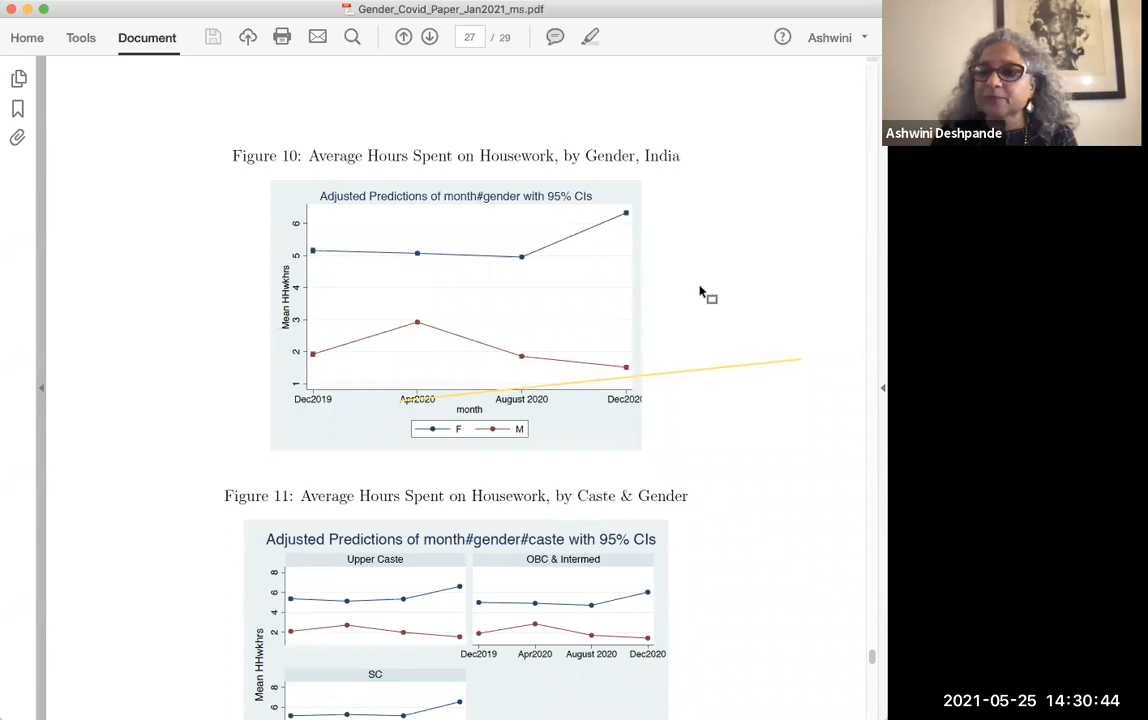 Gender_Covid_Paper_Jan2021_ms.pdf
Home Tools Document 27 / 29 Ashwini
Ashwini Deshpande
Figure 10: Average Hours Spent on Housework, by Gender, India
Adjusted Predictions of month#gender with 95% CIs
Mean HHwkhrs
6
5
4
3
2
1
Dec2019 Apr2020 August 2020 Dec202
month
F M
Figure 11: Average Hours Spent on Housework, by Caste & Gender
Adjusted Predictions of month#gender#caste with 95% CIs
Upper Caste OBC & Intermed
Mean HHwkhrs
8
6
4
2
Dec2019 Apr2020 August 2020 Dec2020
SC
8
6
2021-05-25 14:30:44